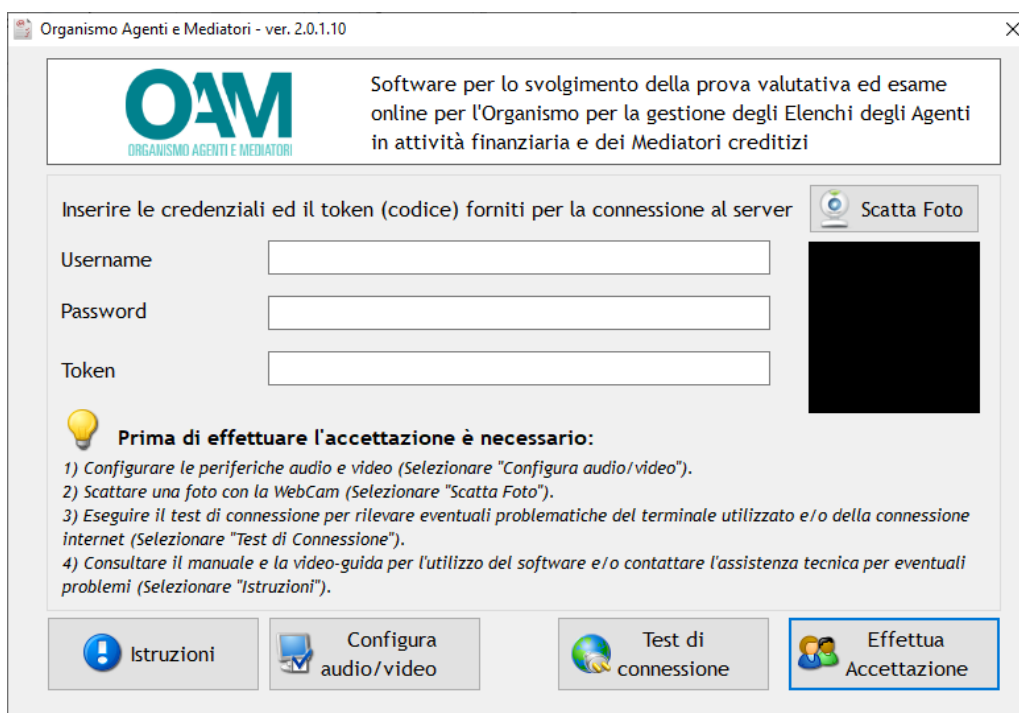 Organismo Agenti e Mediatori - ver. 2.0.1.10
OAM
ORGANISMO AGENTI E MEDIATORI
Software per lo svolgimento della prova valutativa ed esame
online per l'Organismo per la gestione degli Elenchi degli Agenti
in attività finanziaria e dei Mediatori creditizi
Inserire le credenziali ed il token (codice) forniti per la connessione al server
Scatta Foto
Username
Password
Token
Prima di effettuare l'accettazione è necessario:
1) Configurare le periferiche audio e video (Selezionare "Configura audio/video").
2) Scattare una foto con la WebCam (Selezionare "Scatta Foto").
3) Eseguire il test di connessione per rilevare eventuali problematiche del terminale utilizzato e/o della connessione
internet (Selezionare "Test di Connessione").
4) Consultare il manuale e la video-guida per l'utilizzo del software e/o contattare l'assistenza tecnica per eventuali
problemi (Selezionare "Istruzioni").
Istruzioni
Configura
audio/video
Test di
connessione
Effettua
Accettazione